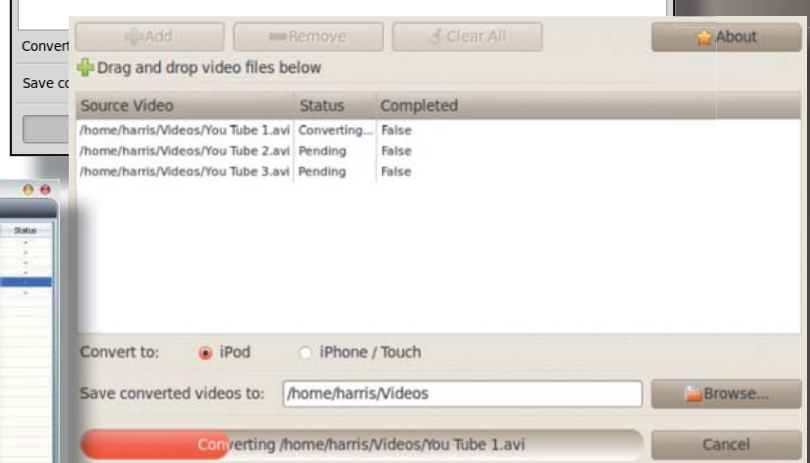 Add Remove Clear All About
Drag and drop video files below
Source Video Status Completed
/home/harris/Videos/You Tube 1.avi Converting... False
/home/harris/Videos/You Tube 2.avi Pending False
/home/harris/Videos/You Tube 3.avi Pending False
Convert to: iPod iPhone / Touch
Save converted videos to: /home/harris/Videos Browse...
Converting /home/harris/Videos/You Tube 1.avi Cancel
Convert
Save co
Status